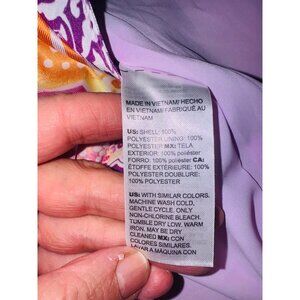 MADE IN VIETNAM/ HECHO
EN VIETNAM/ FABRIQUÉ AU
VIETNAM
US: SHELL: 100%
POLYESTER LINING: 100%
POLYESTER MX: TELA
EXTERIOR: 100% poliéster
FORRO: 100% poliéster CA:
ÉTOFFE EXTÉRIEURE: 100%
POLYESTER DOUBLURE:
100% POLYESTER
US: WITH SIMILAR COLORS.
MACHINE WASH COLD,
GENTLE CYCLE. ONLY
NON-CHLORINE BLEACH.
TUMBLE DRY LOW. WARM
IRON. MAY BE DRY
CLEANED MX: CON
COLORES SIMILARES.
LAVAR A MAQUINA CON